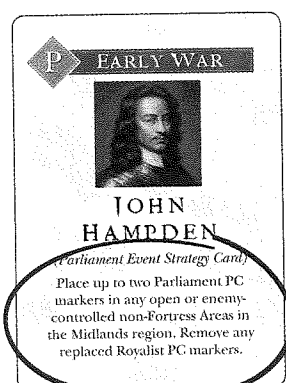 P EARLY WAR
JOHN
HAMPDEN
(Parliament Event Strategy Card)
Place up to two Parliament PC
markers in any open or enemy-
controlled non-Fortress Areas in
the Midlands region. Remove any
replaced Royalist PC markers.